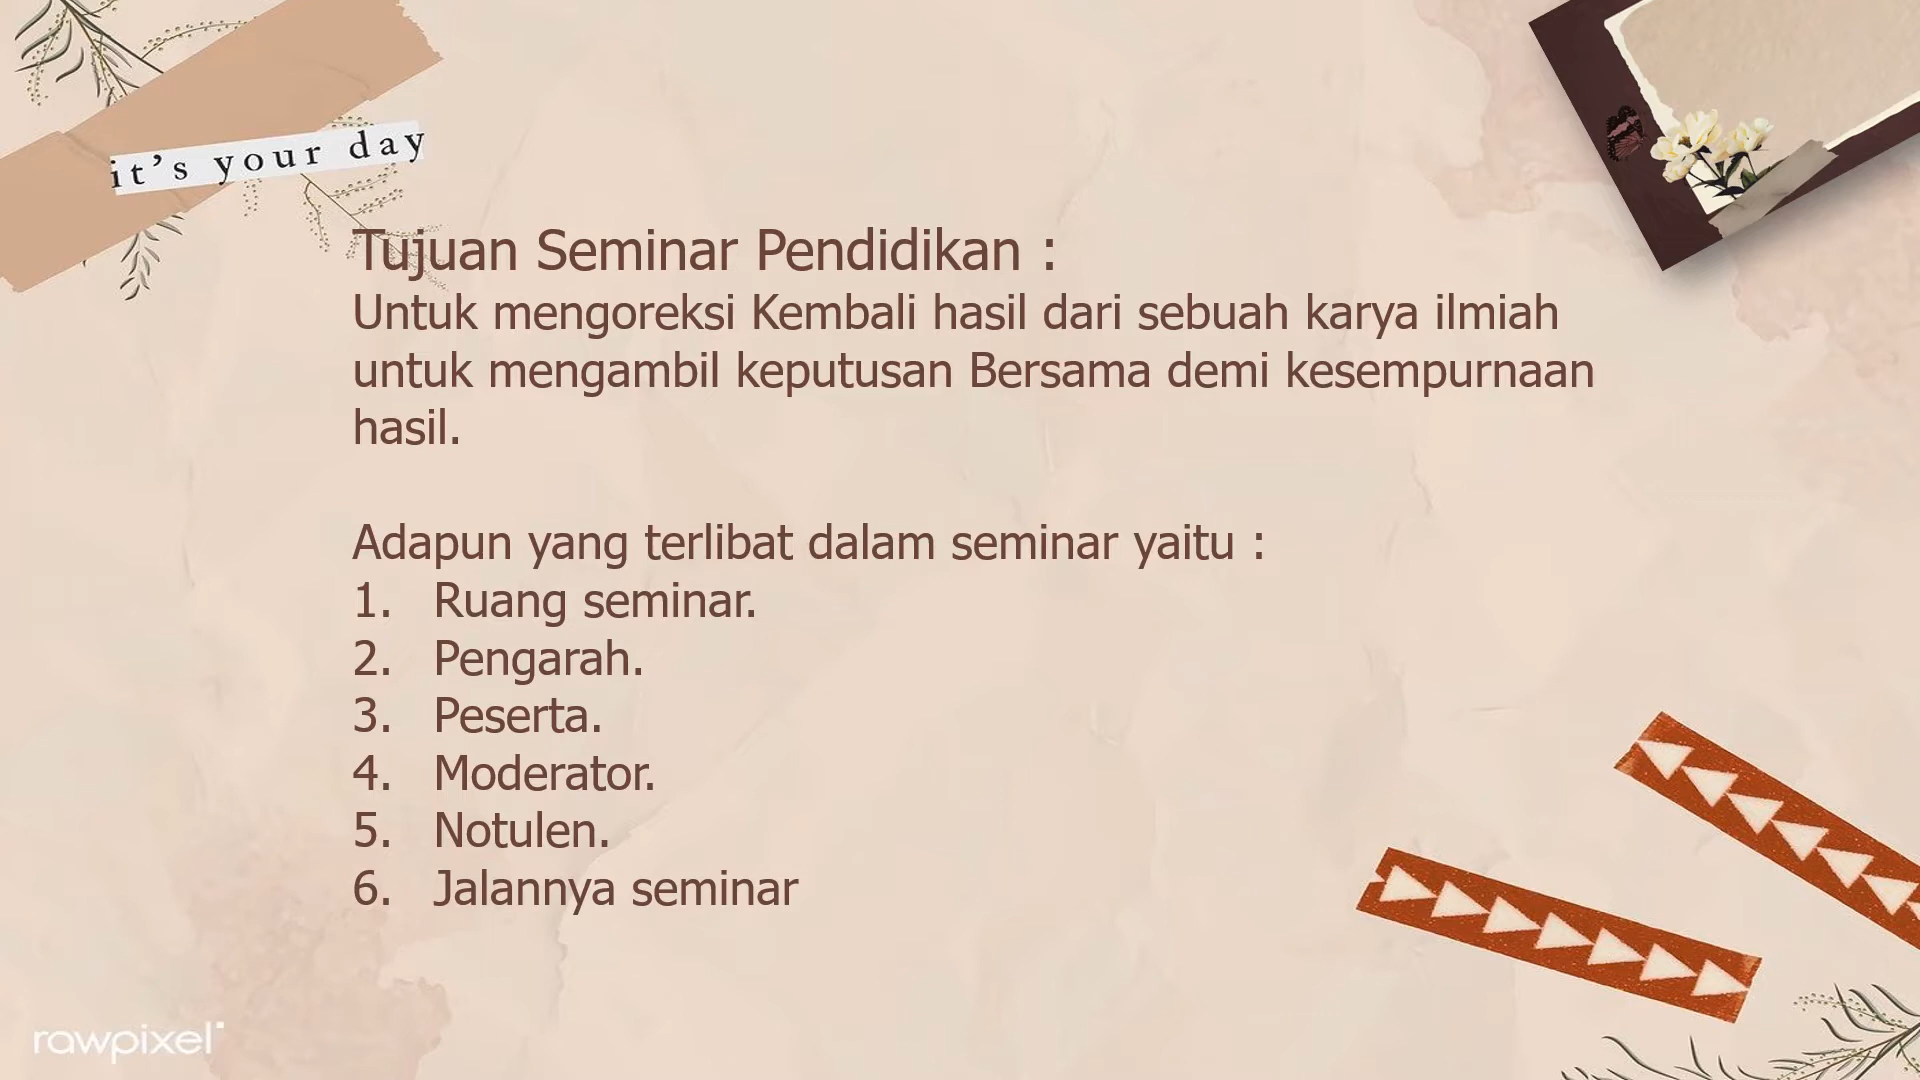 it's your day
Tujuan Seminar Pendidikan :
Untuk mengoreksi Kembali hasil dari sebuah karya ilmiah
untuk mengambil keputusan Bersama demi kesempurnaan
hasil.
Adapun yang terlibat dalam seminar yaitu :
1. Ruang seminar.
2. Pengarah.
3. Peserta.
4. Moderator.
5. Notulen.
6. Jalannya seminar
rawpixel